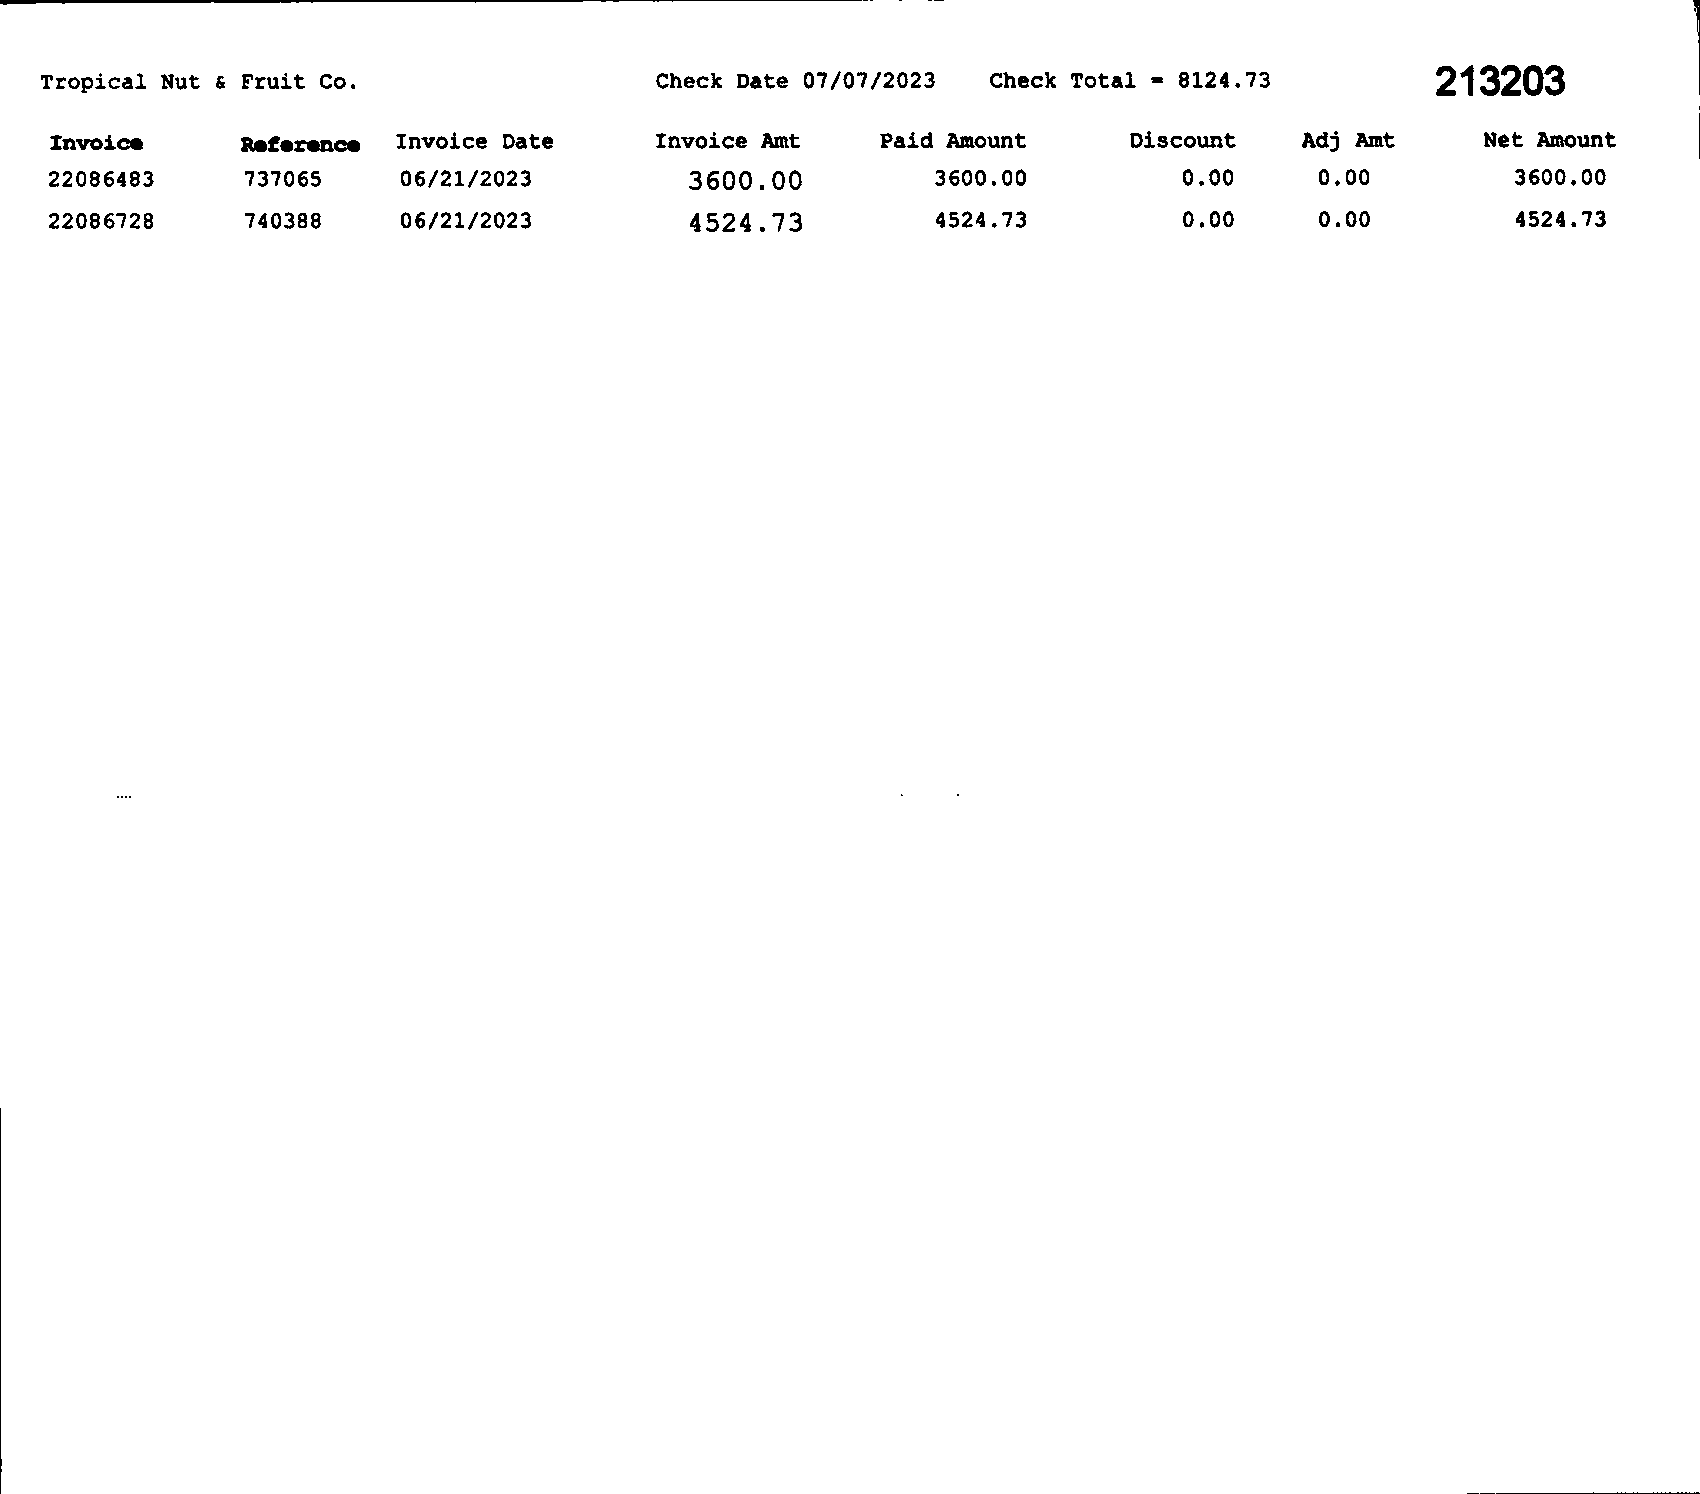 Tropical Nut & Fruit Co. Check Date 07/07/2023 Check Total = 8124.73 213203
Invoice Reference Invoice Date Invoice Amt Paid Amount Discount Adj Amt Net Amount
22086483 737065 06/21/2023 3600.00 3600.00 0.00 0.00 3600.00
22086728 740388 06/21/2023 4524.73 4524.73 0.00 0.00 4524.73